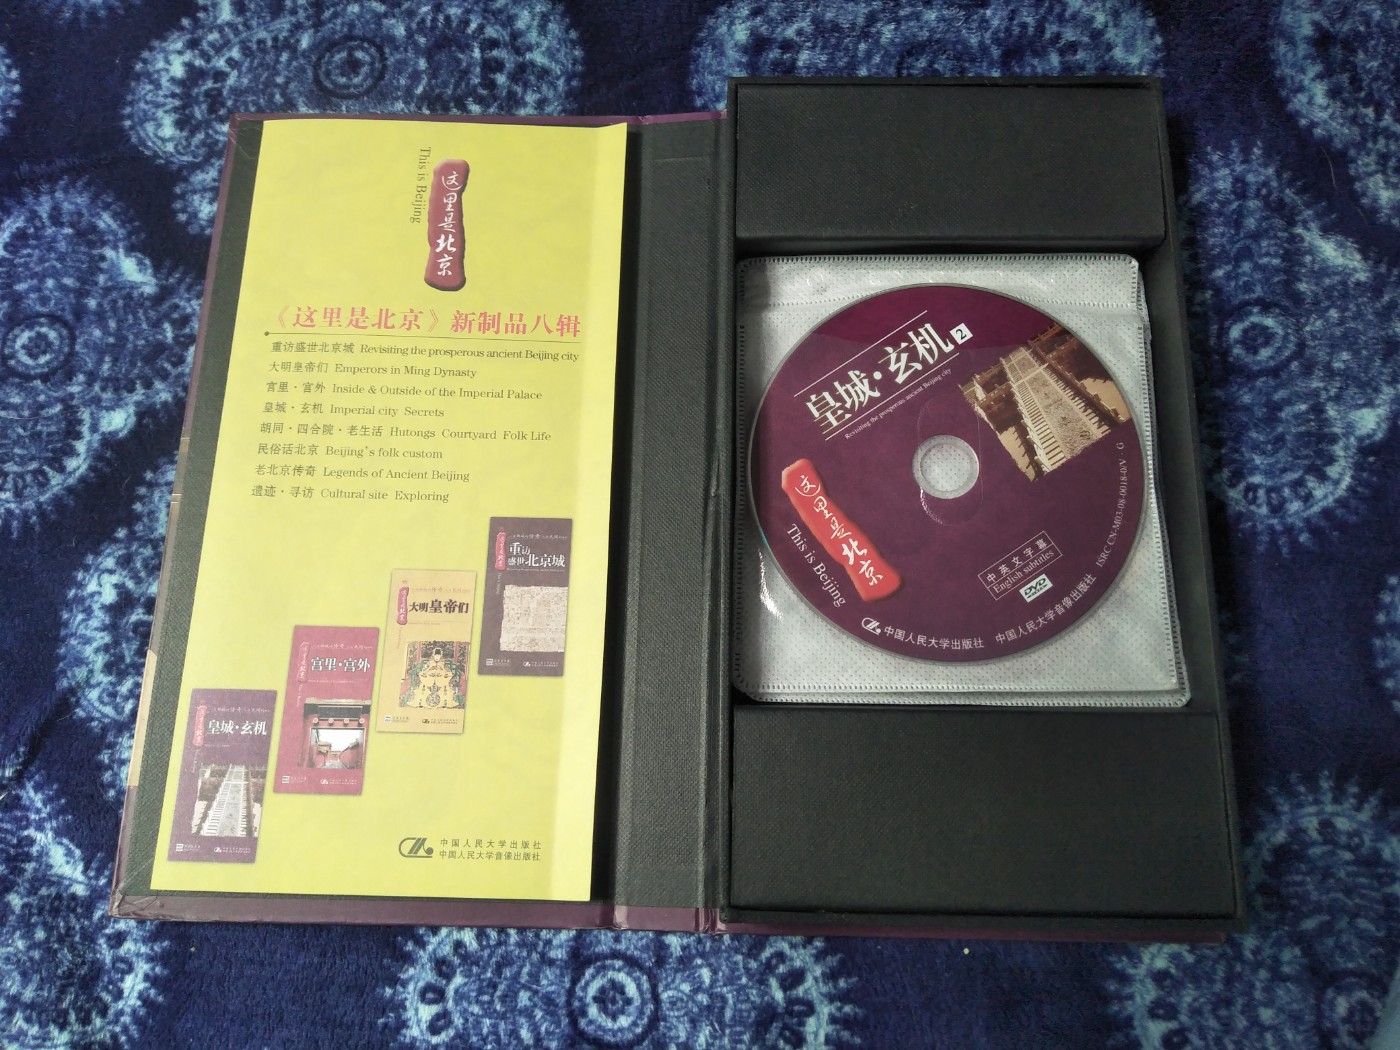 这里是北京
This is Beijing
《这里是北京》新制品八辑
重访盛世北京城 Revisiting the prosperous ancient Beijing city
大明皇帝们 Emperors in Ming Dynasty
宫里·宫外 Inside & Outside of the Imperial Palace
皇城·玄机 Imperial city Secrets
胡同·四合院·老生活 Hutongs Courtyard Folk Life
民俗话北京 Beijing's folk custom
老北京传奇 Legends of Ancient Beijing
遗迹·寻访 Cultural site Exploring
重访
盛世北京城
大明皇帝们
宫里·宫外
皇城·玄机
中国人民大学出版社
中国人民大学音像出版社
皇城·玄机 2
Revisiting the prosperous ancient Beijing city
这里是北京
This is Beijing
中英文字幕
English subtitles
DVD
中国人民大学出版社 中国人民大学音像出版社 ISRC CN-M03-08-0018-0/V·G